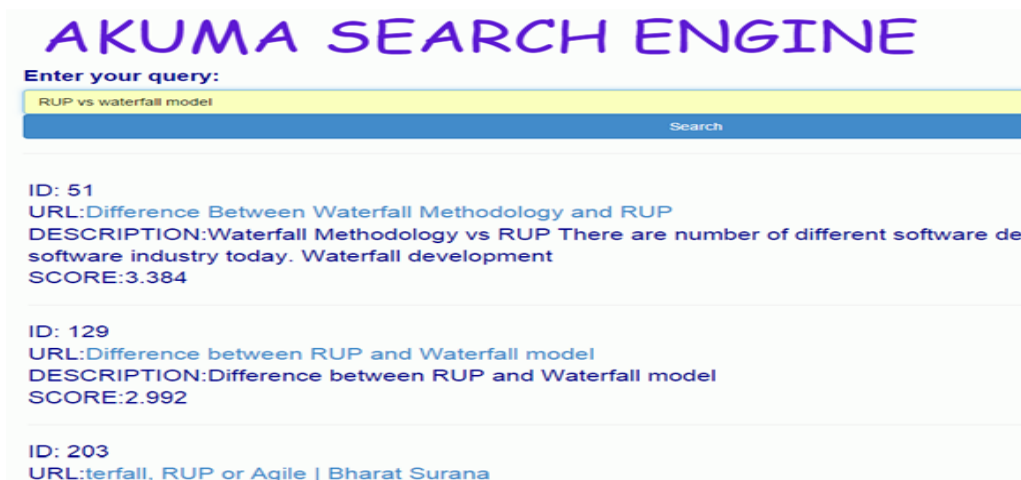 AKUMA SEARCH ENGINE
Enter your query:
RUP vs waterfall model
Search
ID: 51
URL:Difference Between Waterfall Methodology and RUP
DESCRIPTION:Waterfall Methodology vs RUP There are number of different software de
software industry today. Waterfall development
SCORE:3.384
ID: 129
URL:Difference between RUP and Waterfall model
DESCRIPTION:Difference between RUP and Waterfall model
SCORE:2.992
ID: 203
URL:terfall, RUP or Agile | Bharat Surana